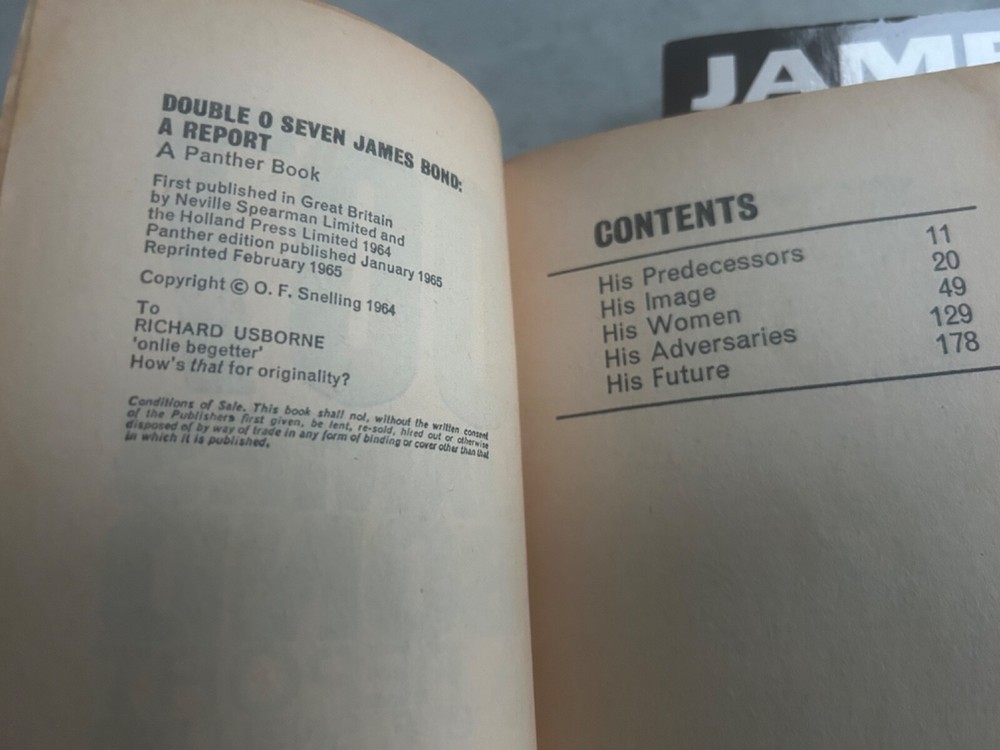 DOUBLE O SEVEN JAMES BOND:
A REPORT
A Panther Book
First published in Great Britain
by Neville Spearman Limited and
the Holland Press Limited 1964
Panther edition published January 1965
Reprinted February 1965
Copyright © O. F. Snelling 1964
To
RICHARD USBORNE
'onlie begetter'
How's that for originality?
Conditions of Sale. This book shall not, without the written consent
of the Publishers first given, be lent, re-sold, hired out or otherwise
disposed of by way of trade in any form of binding or cover other than that
in which it is published.
JAME
CONTENTS
His Predecessors 11
His Image 20
His Women 49
His Adversaries 129
His Future 178